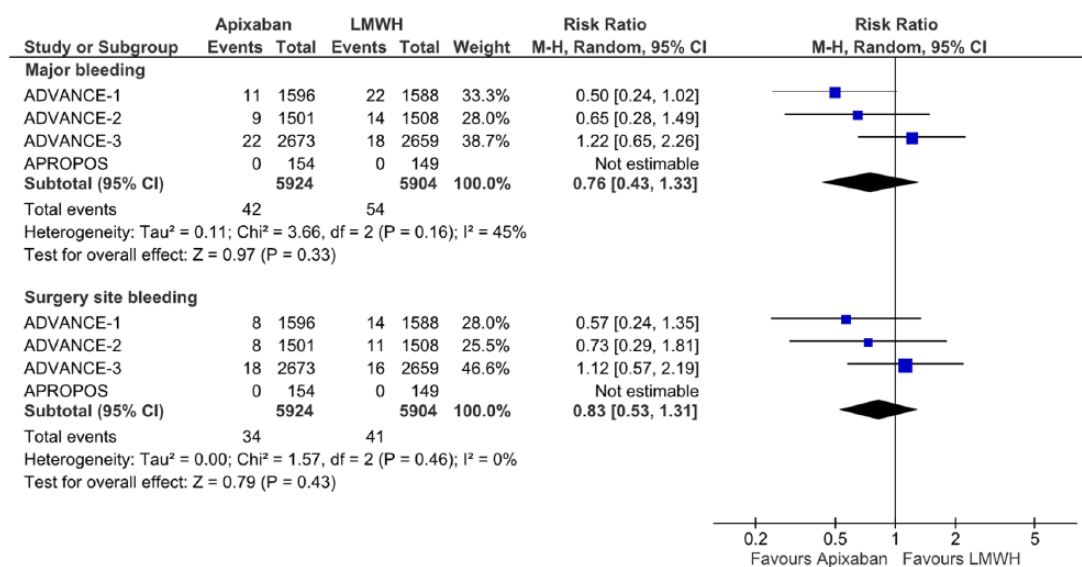 Apixaban LMWH Risk Ratio Risk Ratio
Study or Subgroup Events Total Events Total Weight M-H, Random, 95% CI M-H, Random, 95% CI
Major bleeding
ADVANCE-1 11 1596 22 1588 33.3% 0.50 [0.24, 1.02]
ADVANCE-2 9 1501 14 1508 28.0% 0.65 [0.28, 1.49]
ADVANCE-3 22 2673 18 2659 38.7% 1.22 [0.65, 2.26]
APROPOS 0 154 0 149 Not estimable
Subtotal (95% CI) 5924 5904 100.0% 0.76 [0.43, 1.33]
Total events 42 54
Heterogeneity: Tau² = 0.11; Chi² = 3.66, df = 2 (P = 0.16); I² = 45%
Test for overall effect: Z = 0.97 (P = 0.33)
Surgery site bleeding
ADVANCE-1 8 1596 14 1588 28.0% 0.57 [0.24, 1.35]
ADVANCE-2 8 1501 11 1508 25.5% 0.73 [0.29, 1.81]
ADVANCE-3 18 2673 16 2659 46.6% 1.12 [0.57, 2.19]
APROPOS 0 154 0 149 Not estimable
Subtotal (95% CI) 5924 5904 100.0% 0.83 [0.53, 1.31]
Total events 34 41
Heterogeneity: Tau² = 0.00; Chi² = 1.57, df = 2 (P = 0.46); I² = 0%
Test for overall effect: Z = 0.79 (P = 0.43)
0.2 0.5 1 2 5
Favours Apixaban Favours LMWH